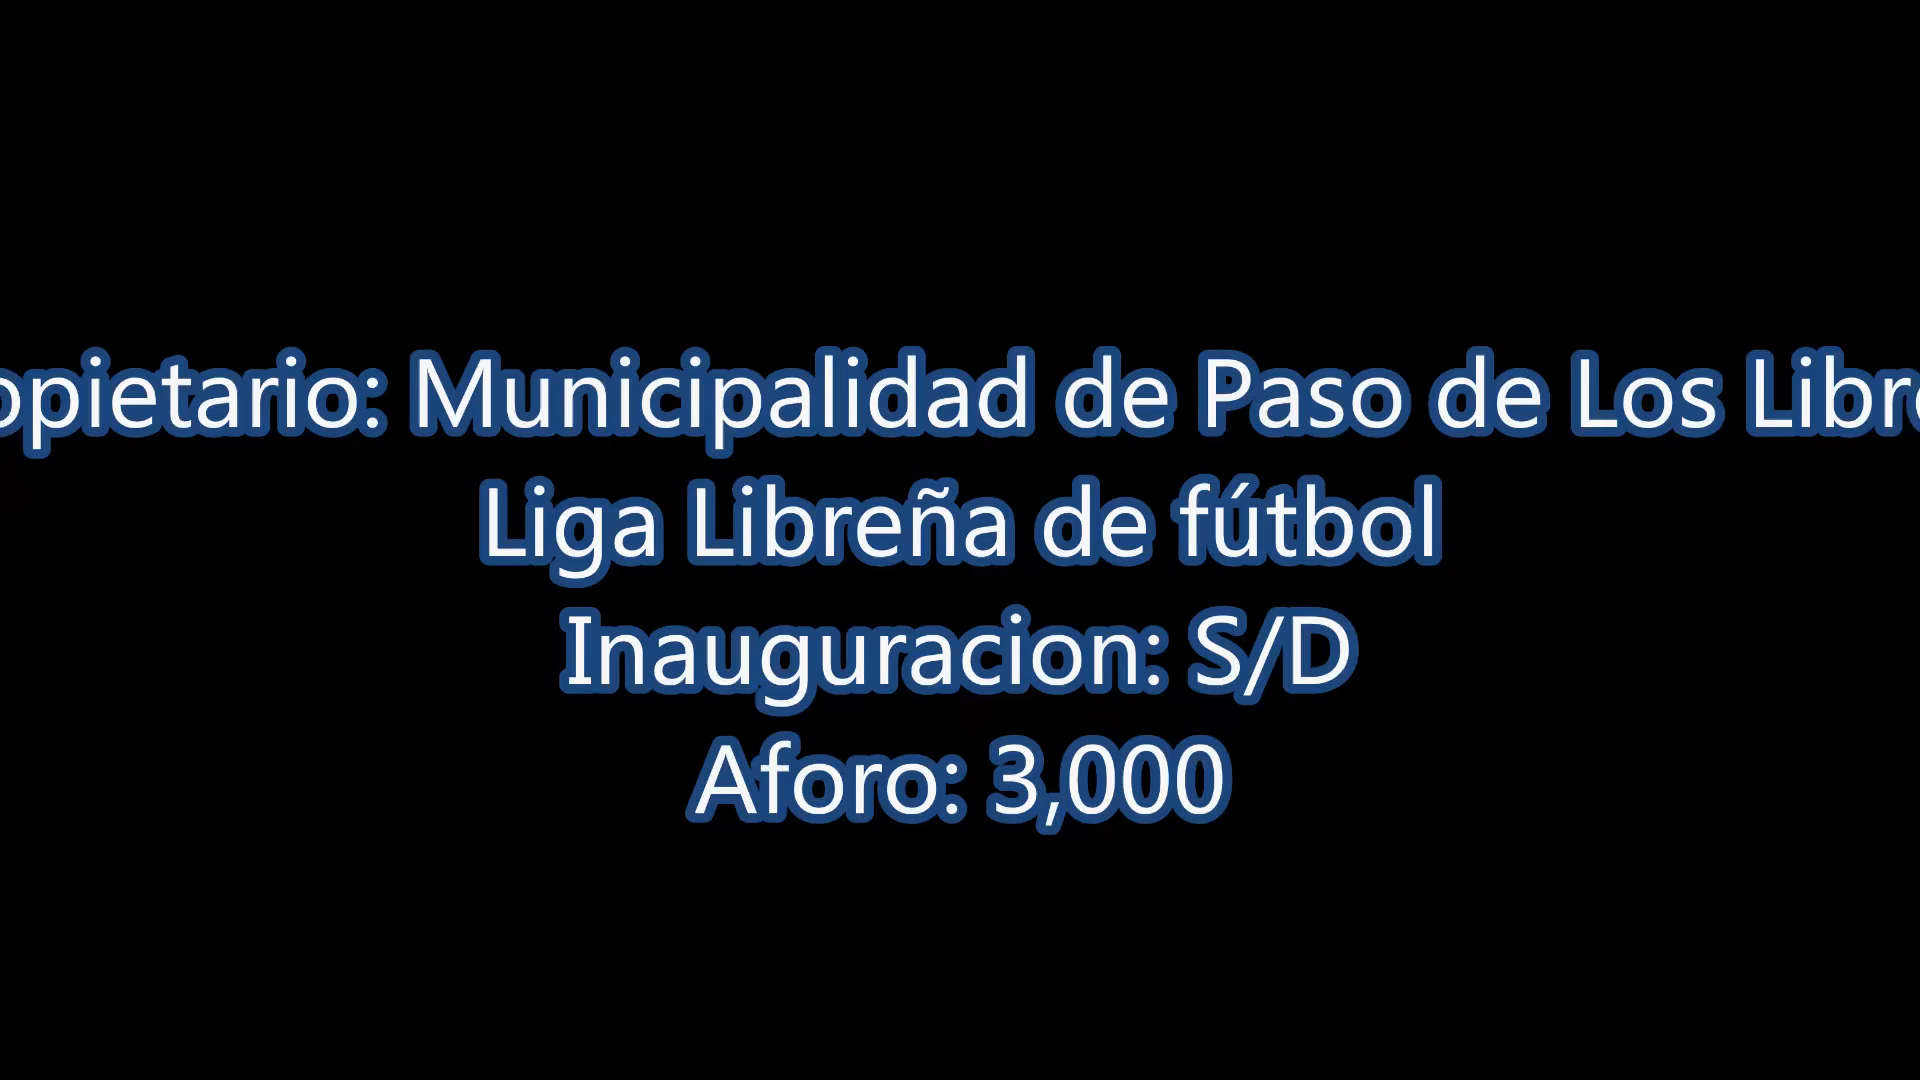 opietario: Municipalidad de Paso de Los Libre
Liga Libreña de fútbol
Inauguracion: S/D
Aforo: 3,000